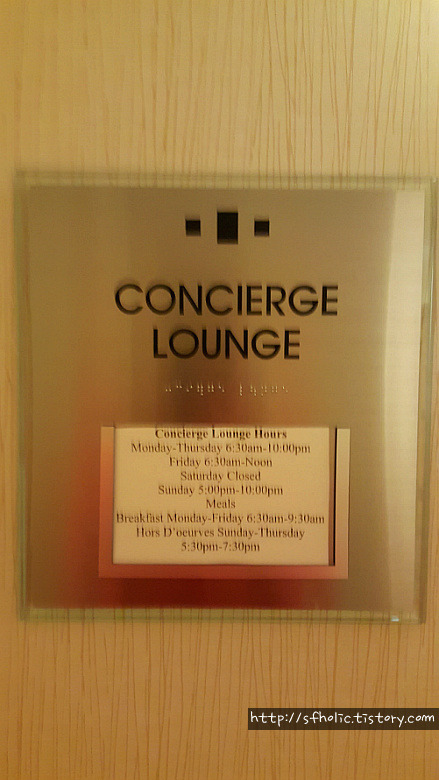 CONCIERGE
LOUNGE
Concierge Lounge Hours
Monday-Thursday 6:30am-10:00pm
Friday 6:30am-Noon
Saturday Closed
Sunday 5:00pm-10:00pm
Meals
Breakfast Monday-Friday 6:30am-9:30am
Hors D'oeurves Sunday-Thursday
5:30pm-7:30pm
http://sfholic.tistory.com